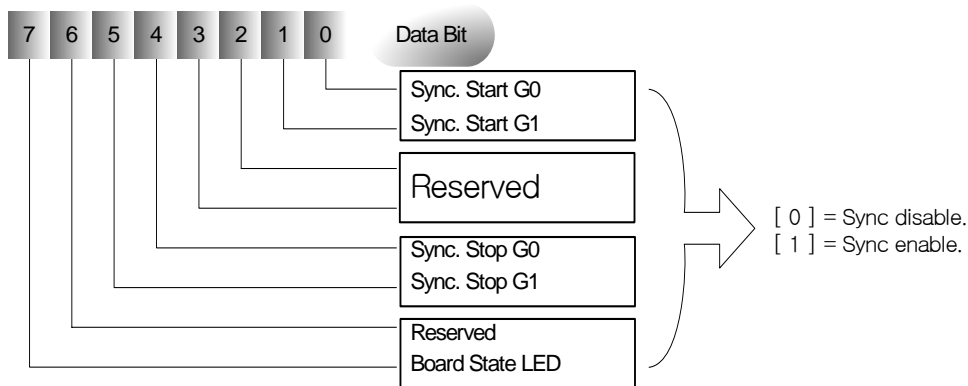 7 6 5 4 3 2 1 0 Data Bit
Sync. Start G0
Sync. Start G1
Reserved
Sync. Stop G0
Sync. Stop G1
Reserved
Board State LED
[ 0 ] = Sync disable.
[ 1 ] = Sync enable.